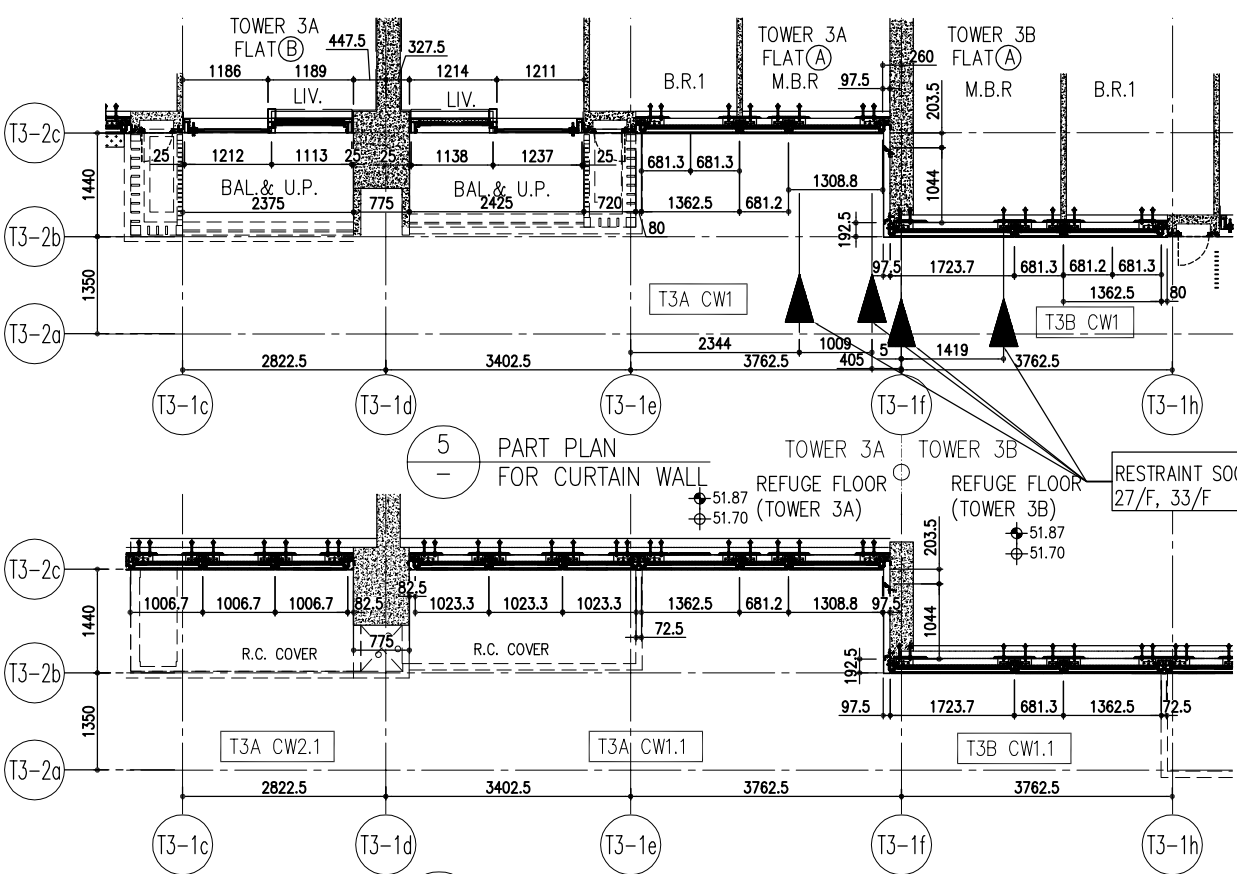 TOWER 3A
FLAT B
447.5
327.5
TOWER 3A
FLAT A
M.B.R
TOWER 3B
FLAT A
M.B.R
260
97.5
203.5
B.R.1
B.R.1
1186
1189
1214
1211
LIV.
LIV.
T3-2c
25
1212
1113
25
25
1138
1237
25
681.3
681.3
1308.8
1044
1440
BAL.& U.P.
BAL.& U.P.
2375
775
2425
720
1362.5
681.2
80
192.5
T3-2b
97.5
1723.7
681.3
681.2
681.3
1362.5
80
1350
T3A CW1
T3B CW1
T3-2a
2344
1009
405
5
1419
2822.5
3402.5
3762.5
3762.5
T3-1c
T3-1d
T3-1e
T3-1f
T3-1h
5
-
PART PLAN
FOR CURTAIN WALL
TOWER 3A
TOWER 3B
51.87
51.70
REFUGE FLOOR
(TOWER 3A)
REFUGE FLOOR
(TOWER 3B)
51.87
51.70
RESTRAINT SOC
27/F, 33/F
203.5
T3-2c
1006.7
1006.7
1006.7
82.5
82.5
1023.3
1023.3
1023.3
1362.5
681.2
1308.8
97.5
1044
1440
72.5
R.C. COVER
775
R.C. COVER
192.5
T3-2b
97.5
1723.7
681.3
1362.5
72.5
1350
T3A CW2.1
T3A CW1.1
T3B CW1.1
T3-2a
2822.5
3402.5
3762.5
3762.5
T3-1c
T3-1d
T3-1e
T3-1f
T3-1h